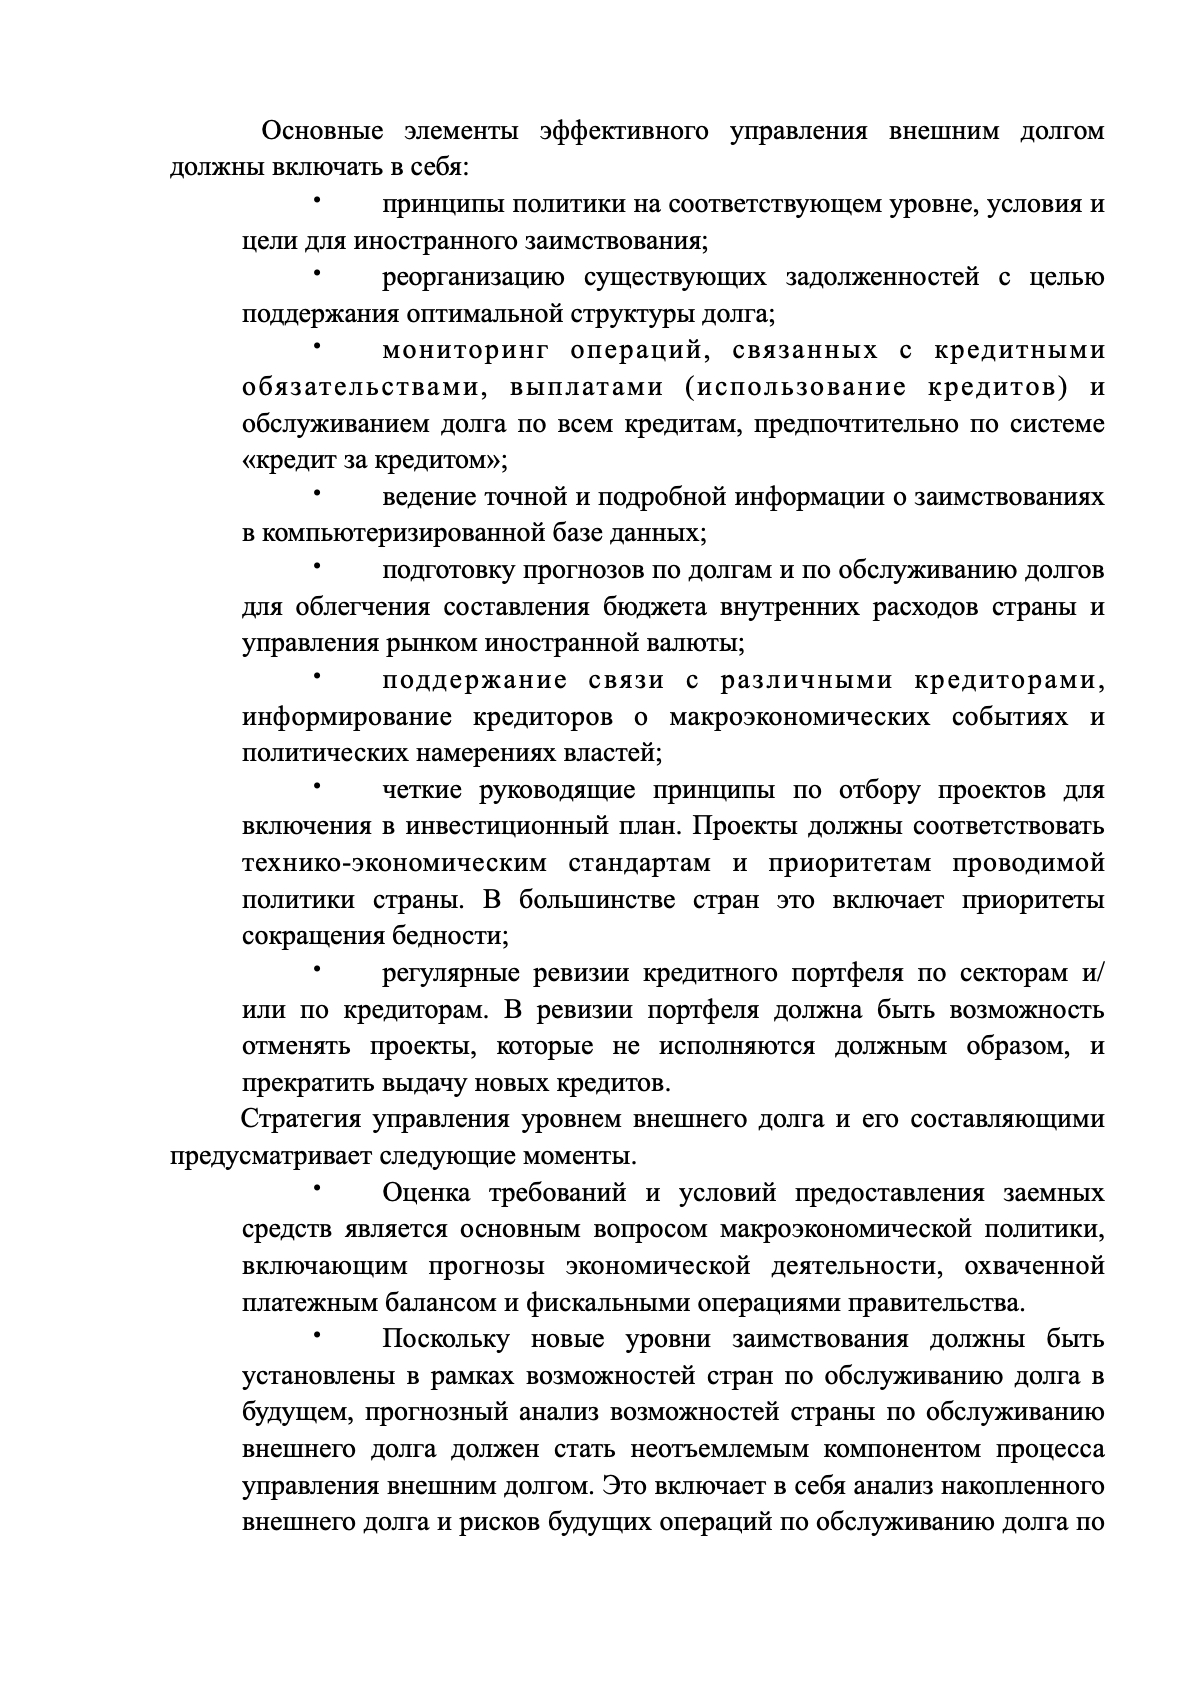 Основные элементы эффективного управления внешним долгом
должны включать в себя:
• принципы политики на соответствующем уровне, условия и
цели для иностранного заимствования;
• реорганизацию существующих задолженностей с целью
поддержания оптимальной структуры долга;
• мониторинг операций, связанных с кредитными
обязательствами, выплатами (использование кредитов) и
обслуживанием долга по всем кредитам, предпочтительно по системе
«кредит за кредитом»;
• ведение точной и подробной информации о заимствованиях
в компьютеризированной базе данных;
• подготовку прогнозов по долгам и по обслуживанию долгов
для облегчения составления бюджета внутренних расходов страны и
управления рынком иностранной валюты;
• поддержание связи с различными кредиторами,
информирование кредиторов о макроэкономических событиях и
политических намерениях властей;
• четкие руководящие принципы по отбору проектов для
включения в инвестиционный план. Проекты должны соответствовать
технико-экономическим стандартам и приоритетам проводимой
политики страны. В большинстве стран это включает приоритеты
сокращения бедности;
• регулярные ревизии кредитного портфеля по секторам и/
или по кредиторам. В ревизии портфеля должна быть возможность
отменять проекты, которые не исполняются должным образом, и
прекратить выдачу новых кредитов.
Стратегия управления уровнем внешнего долга и его составляющими
предусматривает следующие моменты.
• Оценка требований и условий предоставления заемных
средств является основным вопросом макроэкономической политики,
включающим прогнозы экономической деятельности, охваченной
платежным балансом и фискальными операциями правительства.
• Поскольку новые уровни заимствования должны быть
установлены в рамках возможностей стран по обслуживанию долга в
будущем, прогнозный анализ возможностей страны по обслуживанию
внешнего долга должен стать неотъемлемым компонентом процесса
управления внешним долгом. Это включает в себя анализ накопленного
внешнего долга и рисков будущих операций по обслуживанию долга по